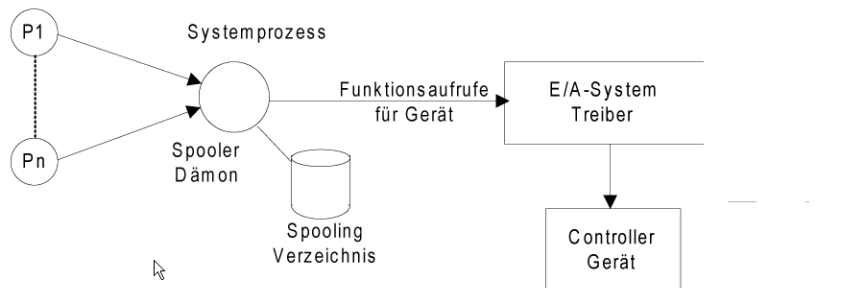 P1
Systemprozess
Funktionsaufrufe
für Gerät
E/A-System
Treiber
Pn
Spooler
Dämon
Spooling
Verzeichnis
Controller
Gerät